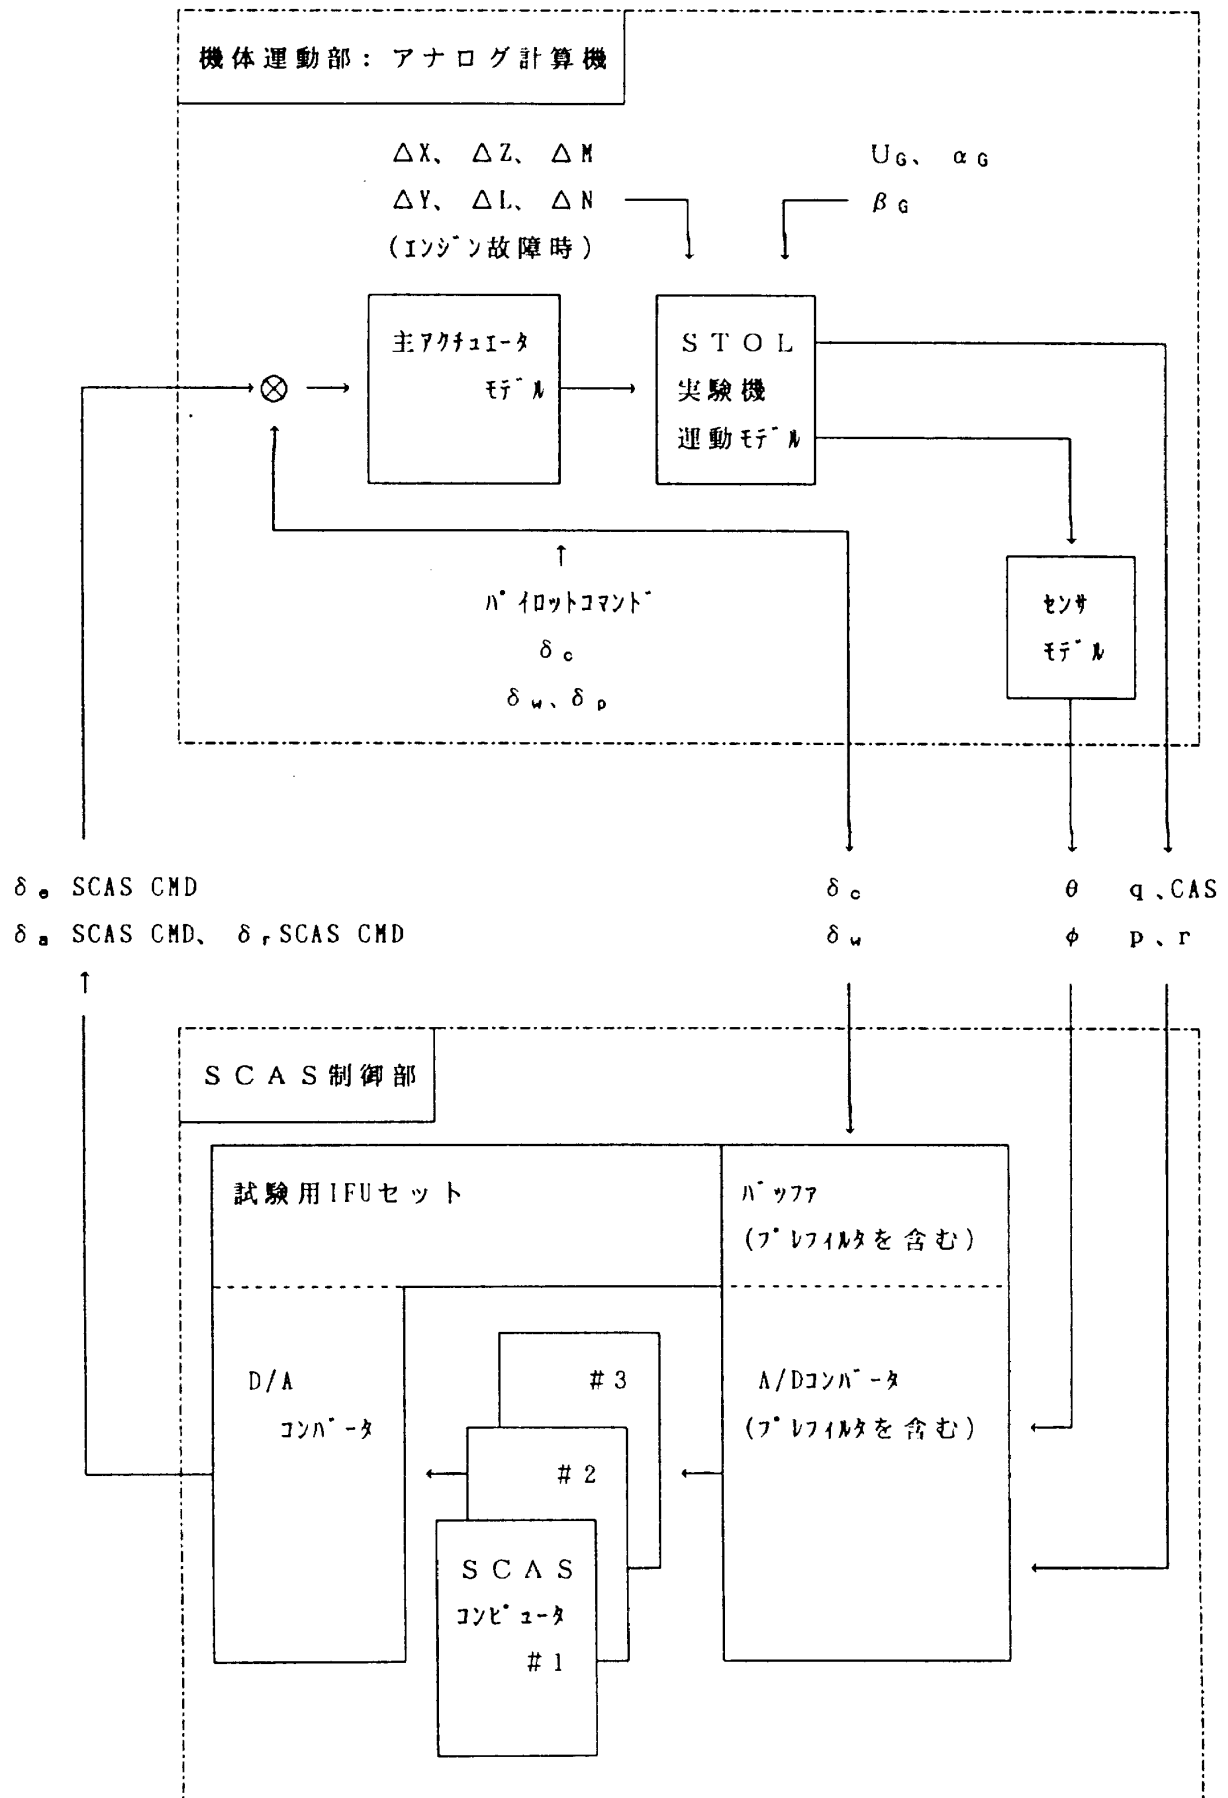 機体運動部：アナログ計算機
△X、△Z、△M
△Y、△L、△N
(ｴﾝｼﾞﾝ故障時)
UG、αG
βG
主ｱｸﾁｭｴｰﾀ
ﾓﾃﾞﾙ
STOL
実験機
運動ﾓﾃﾞﾙ
ﾊﾟｲﾛｯﾄｺﾏﾝﾄﾞ
δc
δw、δp
ｾﾝｻ
ﾓﾃﾞﾙ
δe SCAS CMD
δa SCAS CMD、δr SCAS CMD
δc
δw
θ
φ
q、CAS
p、r
SCAS制御部
試験用IFUセット
ﾊﾞｯﾌｧ
(ﾌﾟﾚﾌｨﾙﾀを含む)
D/A
ｺﾝﾊﾞｰﾀ
#3
#2
SCAS
ｺﾝﾋﾟｭｰﾀ
#1
A/Dｺﾝﾊﾞｰﾀ
(ﾌﾟﾚﾌｨﾙﾀを含む)